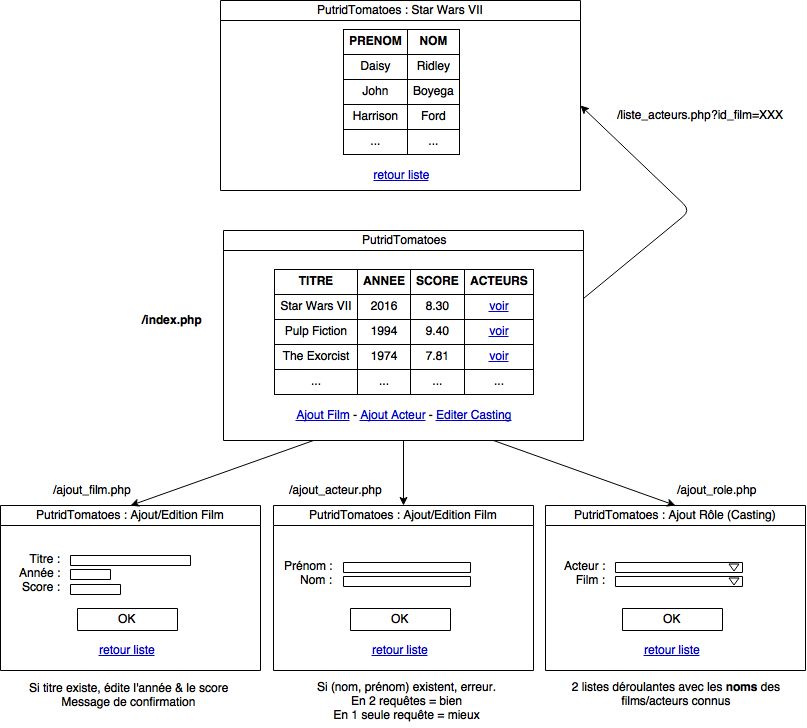 PutridTomatoes : Star Wars VII
PRENOM NOM
Daisy Ridley
John Boyega
Harrison Ford
... ...
retour liste
/liste_acteurs.php?id_film=XXX
PutridTomatoes
/index.php
TITRE ANNEE SCORE ACTEURS
Star Wars VII 2016 8.30 voir
Pulp Fiction 1994 9.40 voir
The Exorcist 1974 7.81 voir
... ... ... ...
Ajout Film - Ajout Acteur - Editer Casting
/ajout_film.php
PutridTomatoes : Ajout/Edition Film
Titre :
Année :
Score :
OK
retour liste
Si titre existe, édite l'année & le score
Message de confirmation
/ajout_acteur.php
PutridTomatoes : Ajout/Edition Film
Prénom :
Nom :
OK
retour liste
Si (nom, prénom) existent, erreur.
En 2 requêtes = bien
En 1 seule requête = mieux
/ajout_role.php
PutridTomatoes : Ajout Rôle (Casting)
Acteur :
Film :
OK
retour liste
2 listes déroulantes avec les noms des
films/acteurs connus